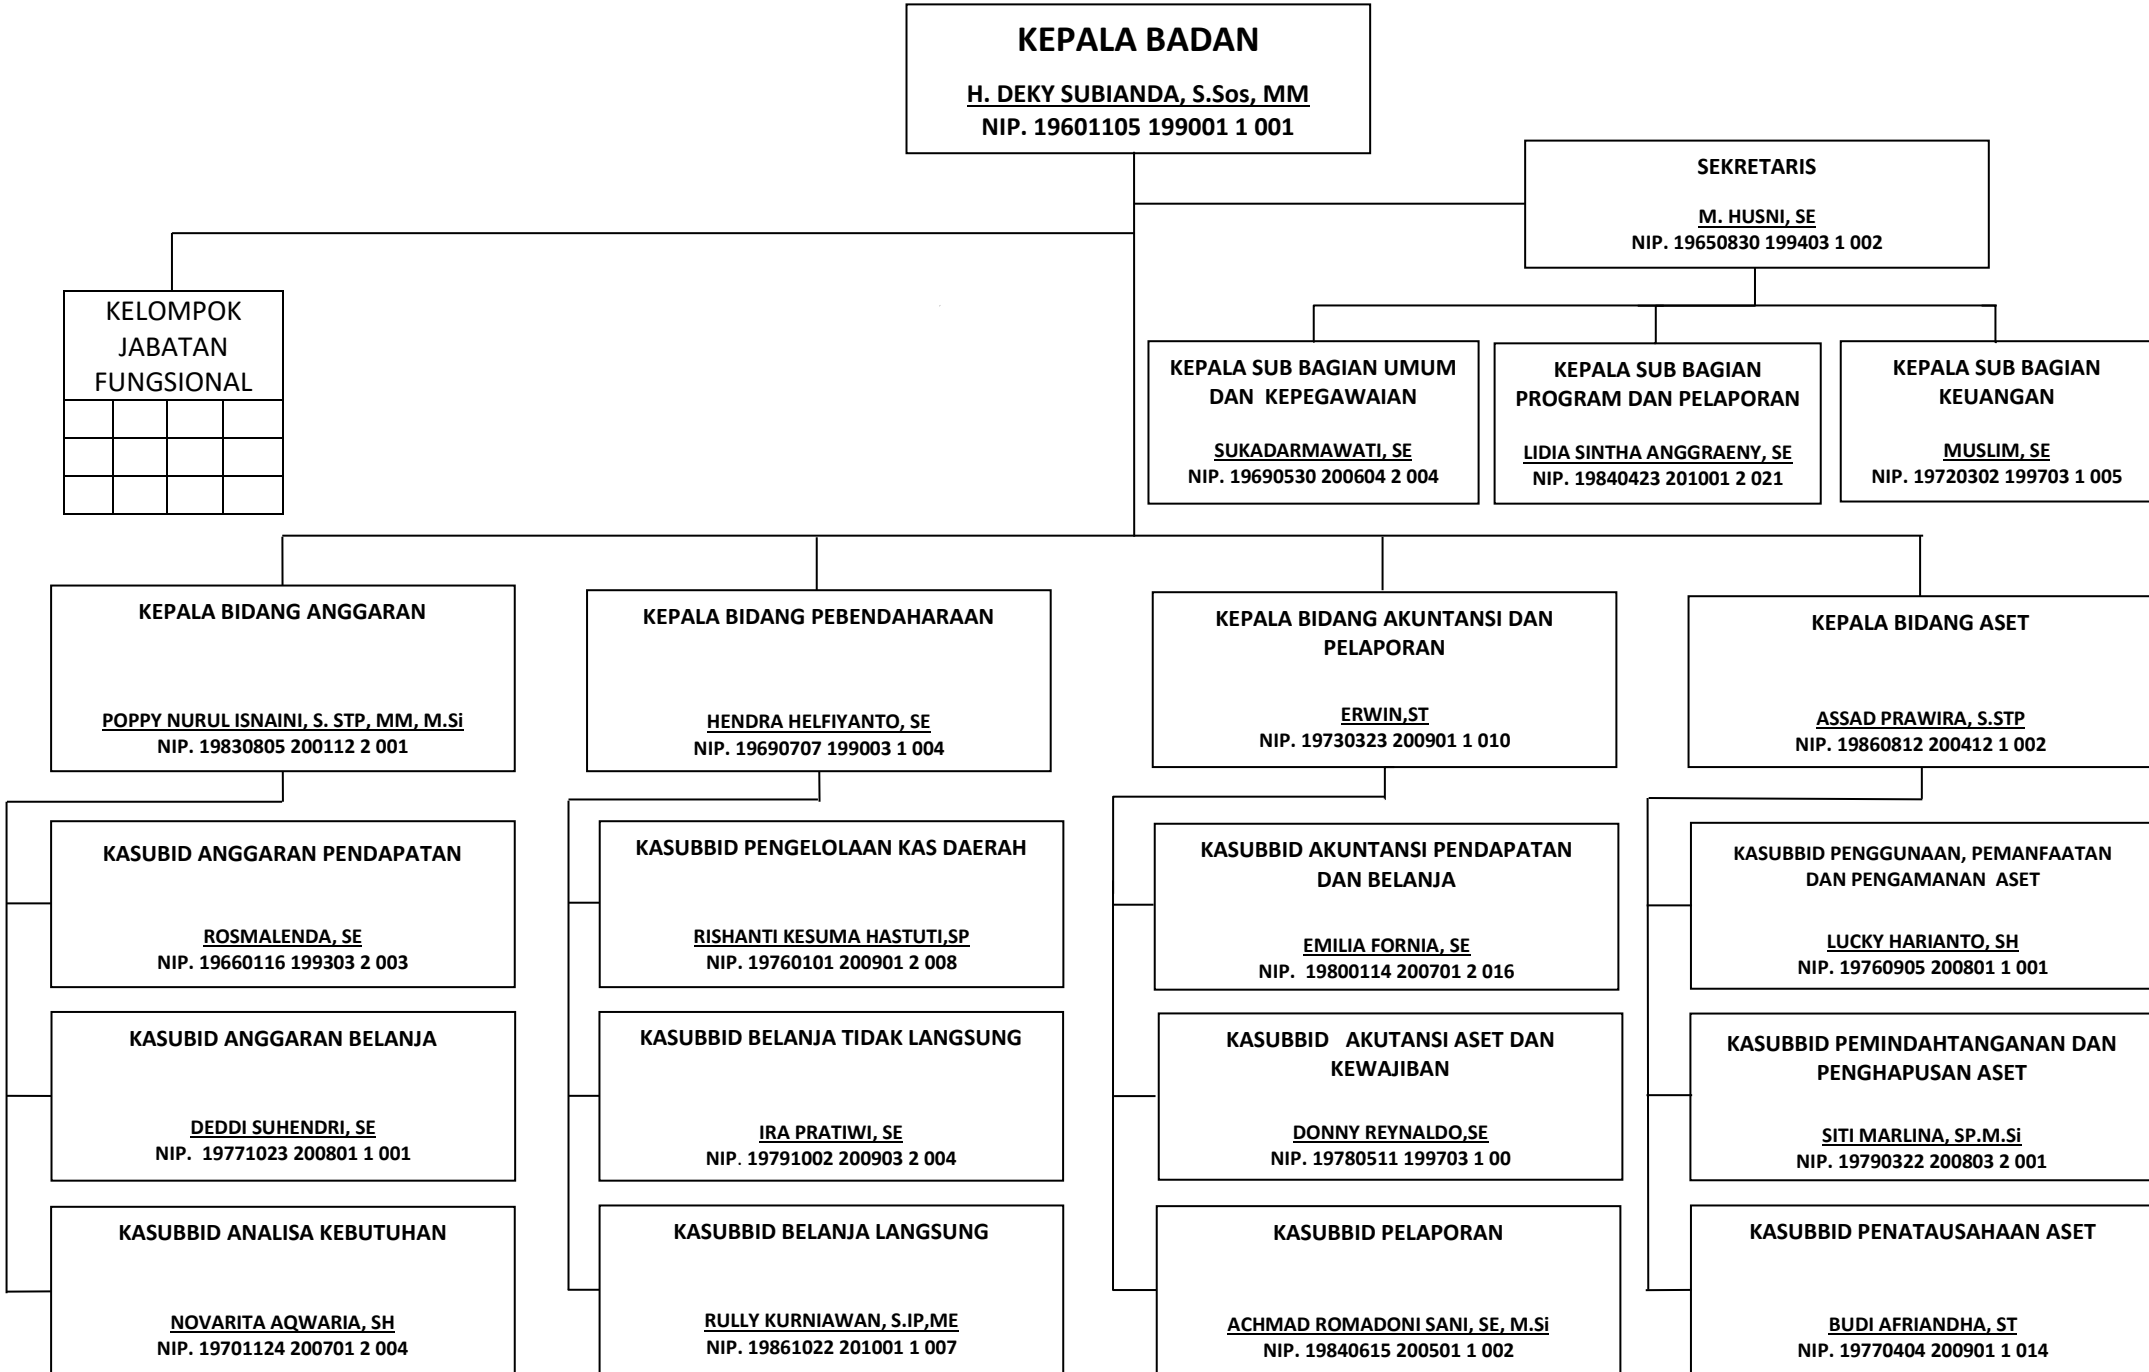 KEPALA BADAN
H. DEKY SUBIANDA, S.Sos, MM
NIP. 19601105 199001 1 001
SEKRETARIS
M. HUSNI, SE
NIP. 19650830 199403 1 002
KELOMPOK
JABATAN
FUNGSIONAL
KEPALA SUB BAGIAN UMUM
DAN KEPEGAWAIAN
SUKADARMAWATI, SE
NIP. 19690530 200604 2 004
KEPALA SUB BAGIAN
PROGRAM DAN PELAPORAN
LIDIA SINTHA ANGGRAENY, SE
NIP. 19840423 201001 2 021
KEPALA SUB BAGIAN
KEUANGAN
MUSLIM, SE
NIP. 19720302 199703 1 005
KEPALA BIDANG ANGGARAN
POPPY NURUL ISNAINI, S. STP, MM, M.Si
NIP. 19830805 200112 2 001
KEPALA BIDANG PEBENDAHARAAN
HENDRA HELFIYANTO, SE
NIP. 19690707 199003 1 004
KEPALA BIDANG AKUNTANSI DAN
PELAPORAN
ERWIN,ST
NIP. 19730323 200901 1 010
KEPALA BIDANG ASET
ASSAD PRAWIRA, S.STP
NIP. 19860812 200412 1 002
KASUBID ANGGARAN PENDAPATAN
ROSMALENDA, SE
NIP. 19660116 199303 2 003
KASUBBID PENGELOLAAN KAS DAERAH
RISHANTI KESUMA HASTUTI,SP
NIP. 19760101 200901 2 008
KASUBBID AKUNTANSI PENDAPATAN
DAN BELANJA
EMILIA FORNIA, SE
NIP. 19800114 200701 2 016
KASUBBID PENGGUNAAN, PEMANFAATAN
DAN PENGAMANAN ASET
LUCKY HARIANTO, SH
NIP. 19760905 200801 1 001
KASUBID ANGGARAN BELANJA
DEDDI SUHENDRI, SE
NIP. 19771023 200801 1 001
KASUBBID BELANJA TIDAK LANGSUNG
IRA PRATIWI, SE
NIP. 19791002 200903 2 004
KASUBBID AKUTANSI ASET DAN
KEWAJIBAN
DONNY REYNALDO,SE
NIP. 19780511 199703 1 00
KASUBBID PEMINDAHTANGANAN DAN
PENGHAPUSAN ASET
SITI MARLINA, SP.M.Si
NIP. 19790322 200803 2 001
KASUBBID ANALISA KEBUTUHAN
NOVARITA AQWARIA, SH
NIP. 19701124 200701 2 004
KASUBBID BELANJA LANGSUNG
RULLY KURNIAWAN, S.IP,ME
NIP. 19861022 201001 1 007
KASUBBID PELAPORAN
ACHMAD ROMADONI SANI, SE, M.Si
NIP. 19840615 200501 1 002
KASUBBID PENATAUSAHAAN ASET
BUDI AFRIANDHA, ST
NIP. 19770404 200901 1 014